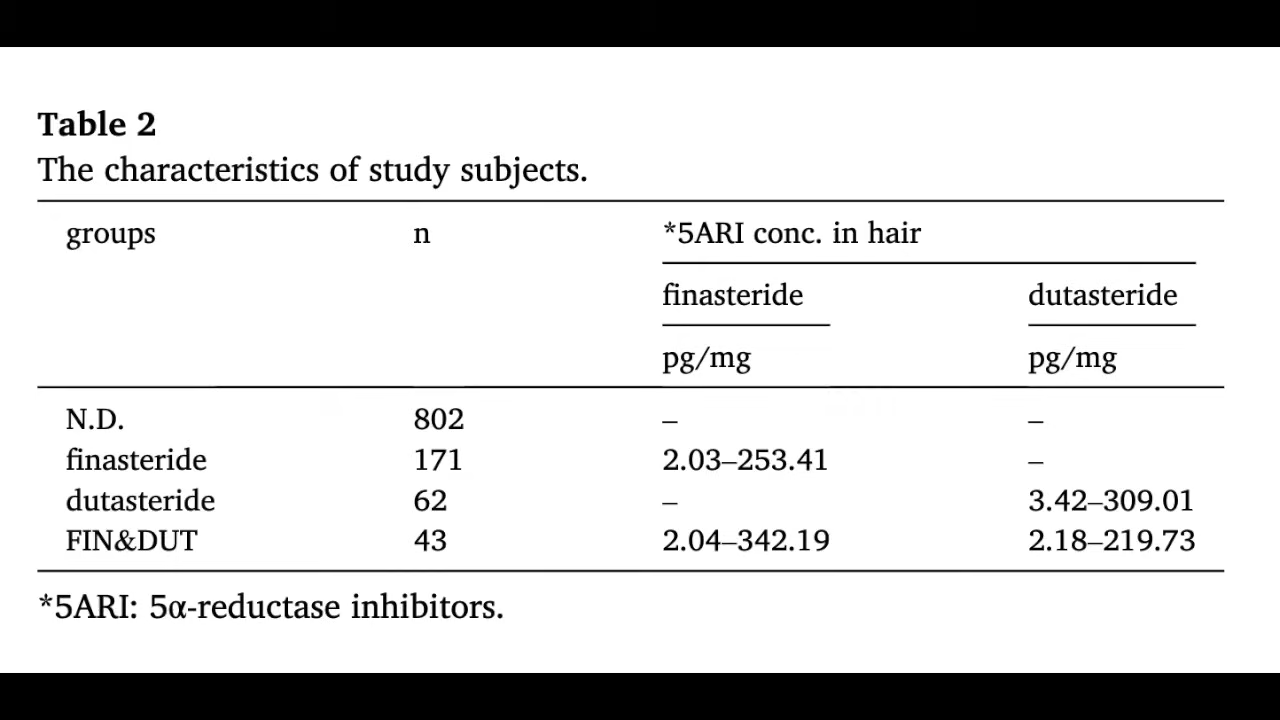 Table 2
The characteristics of study subjects.
groups n *5ARI conc. in hair
finasteride dutasteride
pg/mg pg/mg
N.D. 802 – –
finasteride 171 2.03–253.41 –
dutasteride 62 – 3.42–309.01
FIN&DUT 43 2.04–342.19 2.18–219.73
*5ARI: 5α-reductase inhibitors.